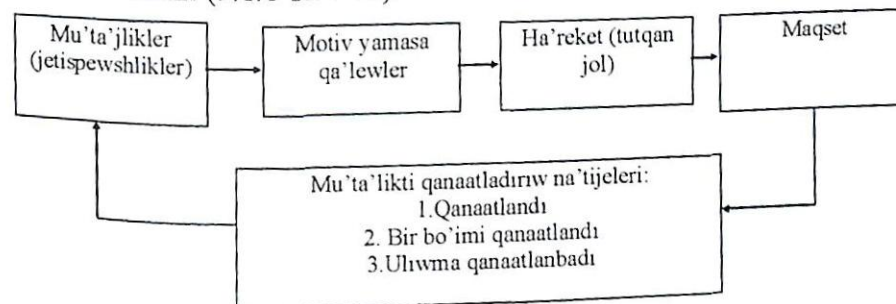 Mu’ta’jlikler
(jetispewshlikler)
Motiv yamasa
qa’lewler
Ha’reket (tutqan
jol)
Maqset
Mu’ta’likti qanaatladırıw na’tijeleri:
1.Qanaatlandı
2. Bir bo’imi qanaatlandı
3.Ulıwma qanaatlanbadı